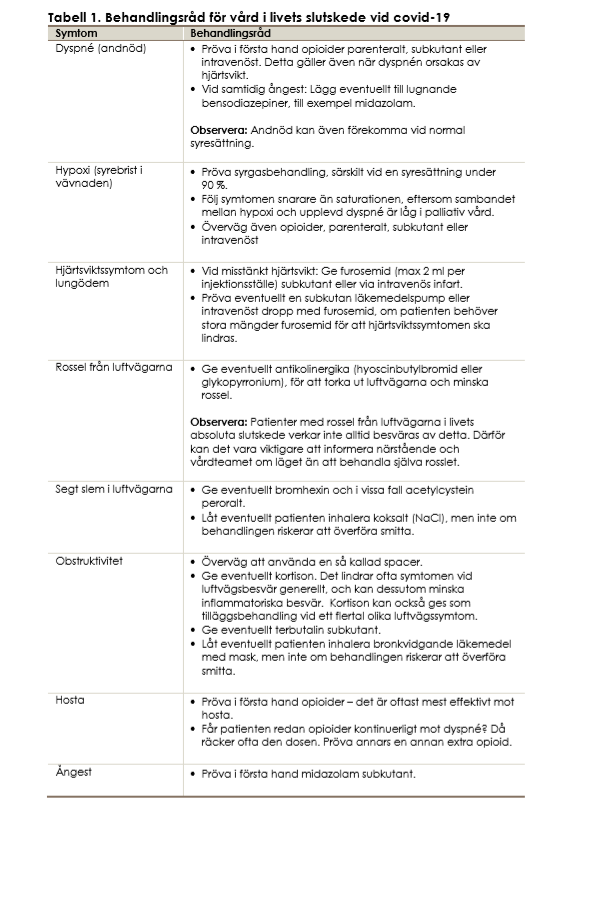 Tabell 1. Behandlingsråd för vård i livets slutskede vid covid-19
Symtom
Behandlingsråd
Dyspné (andnöd)
• Pröva i första hand opioider parenteralt, subkutant eller
intravenöst. Detta gäller även när dyspnén orsakas av
hjärtsvikt.
• Vid samtidig ångest: Lägg eventuellt till lugnande
bensodiazepiner, till exempel midazolam.
Observera: Andnöd kan även förekomma vid normal
syresättning.
Hypoxi (syrebrist i
vävnaden)
• Pröva syrgasbehandling, särskilt vid en syresättning under
90 %.
• Följ symtomen snarare än saturationen, eftersom sambandet
mellan hypoxi och upplevd dyspné är låg i palliativ vård.
• Överväg även opioider, parenteralt, subkutant eller
intravenöst
Hjärtsviktssymtom och
lungödem
• Vid misstänkt hjärtsvikt: Ge furosemid (max 2 ml per
injektionsställe) subkutant eller via intravenös infart.
• Pröva eventuellt en subkutan läkemedelspump eller
intravenöst dropp med furosemid, om patienten behöver
stora mängder furosemid för att hjärtsviktssymtomen ska
lindras.
Rossel från luftvägarna
• Ge eventuellt antikolinergika (hyoscinbutylbromid eller
glykopyrronium), för att torka ut luftvägarna och minska
rossel.
Observera: Patienter med rossel från luftvägarna i livets
absoluta slutskede verkar inte alltid besväras av detta. Därför
kan det vara viktigare att informera närstående och
vårdteamet om läget än att behandla själva rosslet.
Segt slem i luftvägarna
• Ge eventuellt bromhexin och i vissa fall acetylcystein
peroralt.
• Låt eventuellt patienten inhalera koksalt (NaCl), men inte om
behandlingen riskerar att överföra smitta.
Obstruktivitet
• Överväg att använda en så kallad spacer.
• Ge eventuellt kortison. Det lindrar ofta symtomen vid
luftvägsbesvär generellt, och kan dessutom minska
inflammatoriska besvär. Kortison kan också ges som
tilläggsbehandling vid ett flertal olika luftvägssymtom.
• Ge eventuellt terbutalin subkutant.
• Låt eventuellt patienten inhalera bronkvidgande läkemedel
med mask, men inte om behandlingen riskerar att överföra
smitta.
Hosta
• Pröva i första hand opioider – det är oftast mest effektivt mot
hosta.
• Får patienten redan opioider kontinuerligt mot dyspné? Då
räcker ofta den dosen. Pröva annars en annan extra opioid.
Ångest
• Pröva i första hand midazolam subkutant.